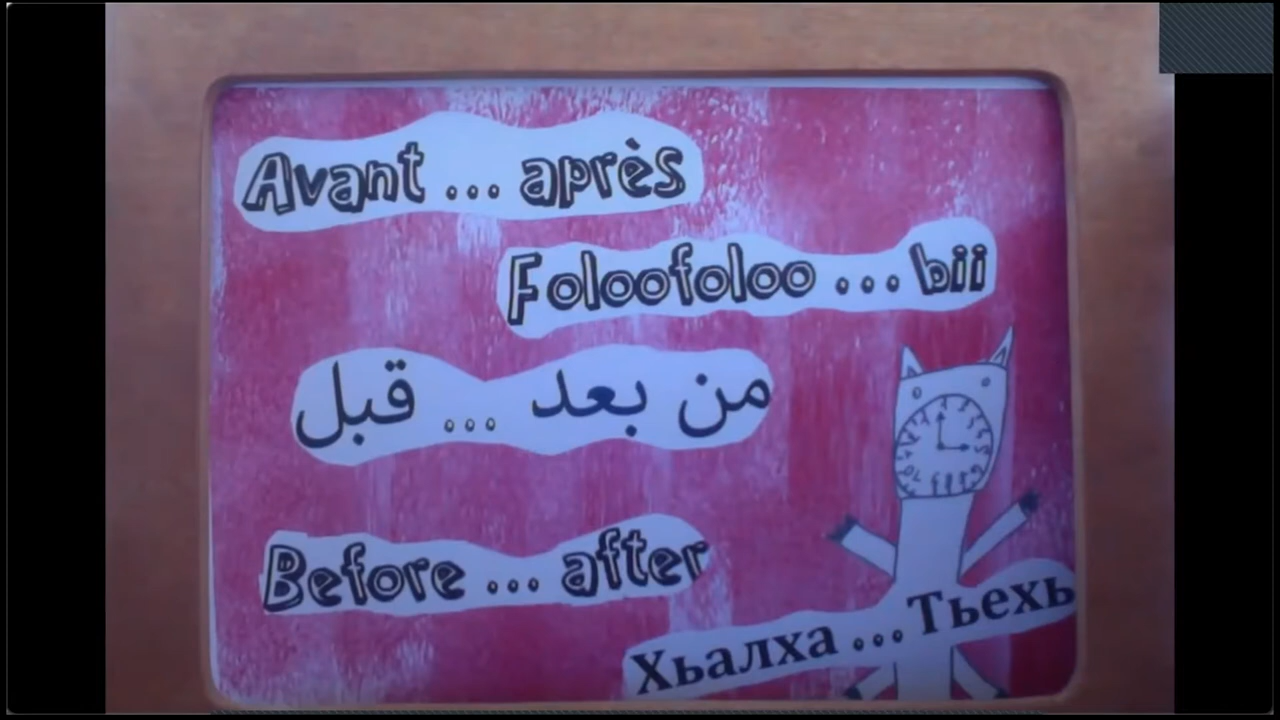 Avant ... après
Foloofoloo ... bii
قبل ... من بعد
Before ... after
Хьалха ... Тьехь